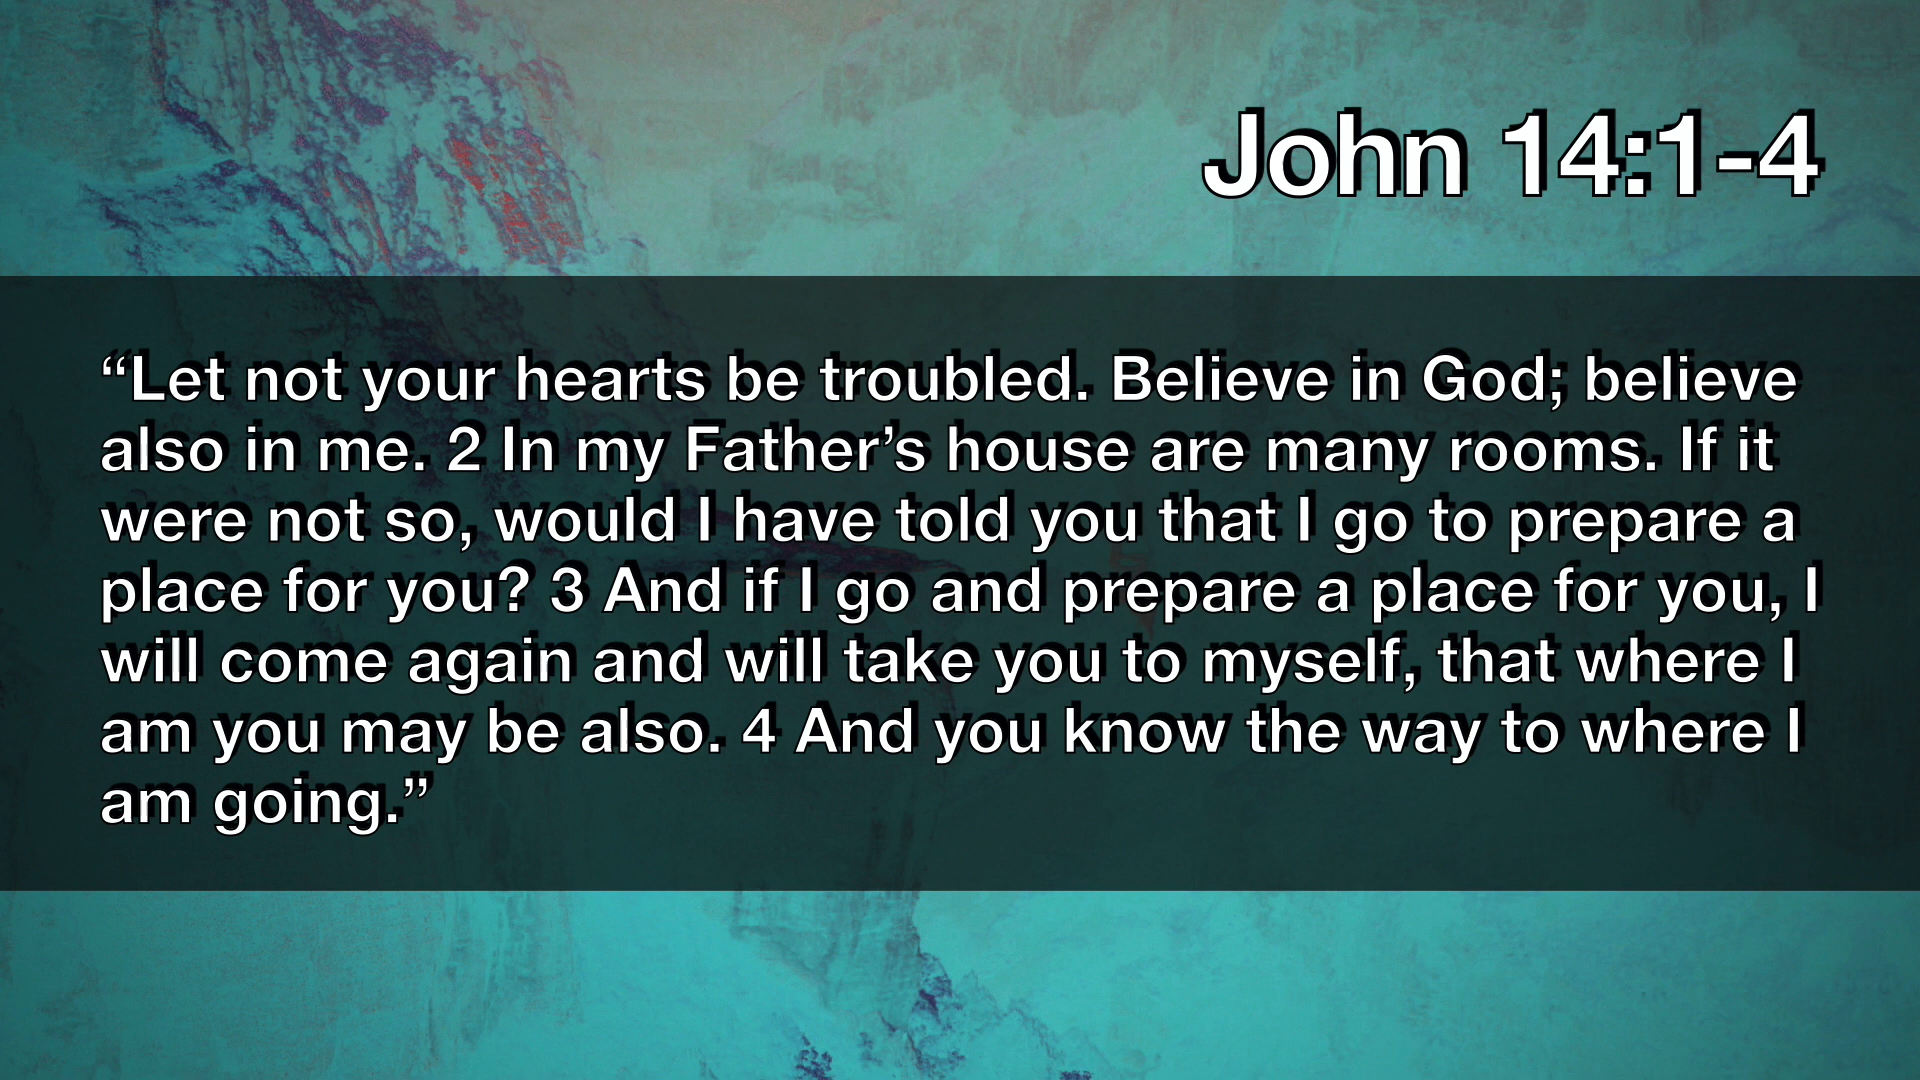 John 14:1-4
“Let not your hearts be troubled. Believe in God; believe
also in me. 2 In my Father’s house are many rooms. If it
were not so, would I have told you that I go to prepare a
place for you? 3 And if I go and prepare a place for you, I
will come again and will take you to myself, that where I
am you may be also. 4 And you know the way to where I
am going.”